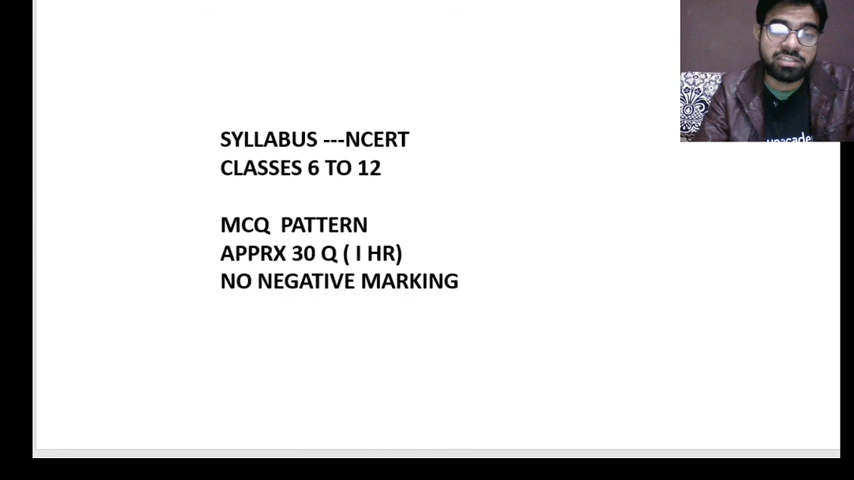 SYLLABUS ---NCERT
CLASSES 6 TO 12
MCQ PATTERN
APPRX 30 Q ( I HR)
NO NEGATIVE MARKING